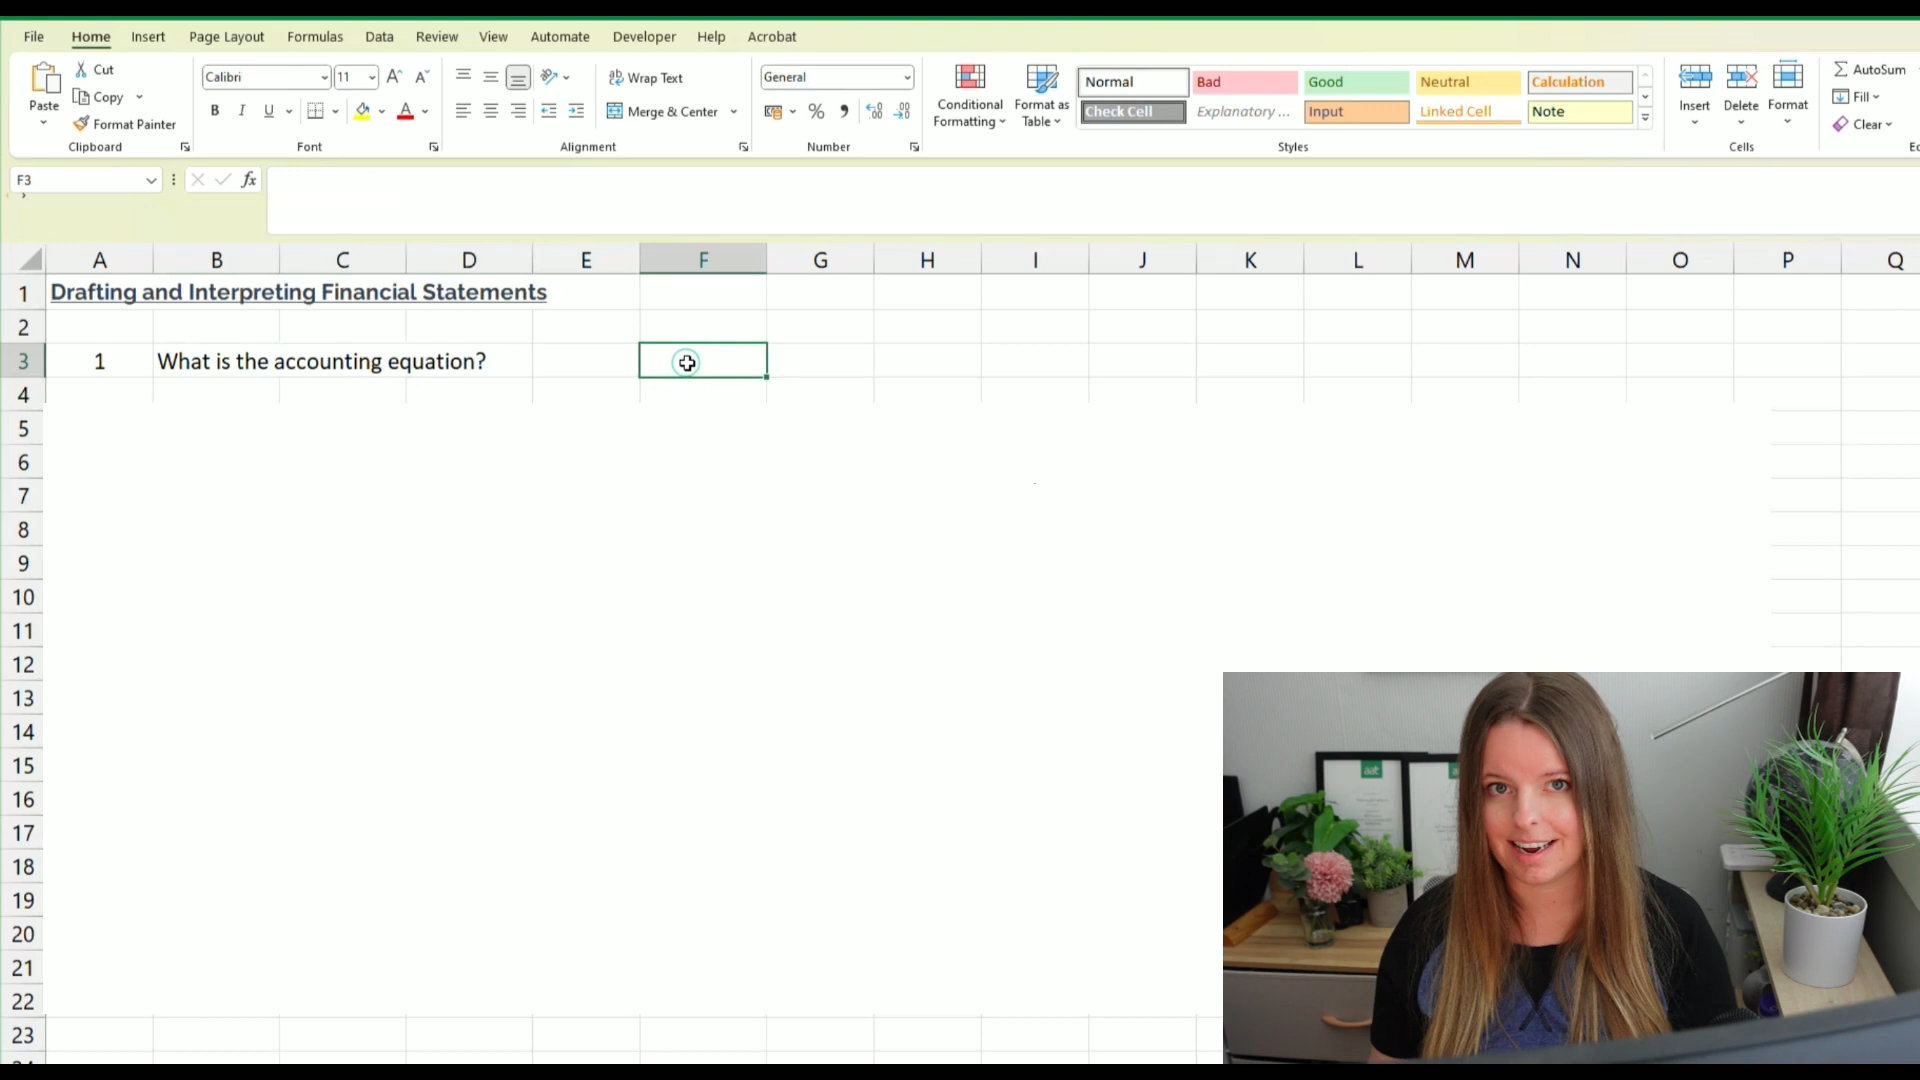 File Home Insert Page Layout Formulas Data Review View Automate Developer Help Acrobat
Paste
Cut
Copy
Format Painter
Clipboard
Calibri 11
B I U
Font
Wrap Text
Merge & Center
Alignment
General
Number
Conditional Formatting
Format as Table
Normal Bad Good Neutral Calculation
Check Cell Explanatory ... Input Linked Cell Note
Styles
Insert Delete Format
Cells
AutoSum
Fill
Clear
F3
fx
A B C D E F G H I J K L M N O P Q
1 Drafting and Interpreting Financial Statements
2
3 1 What is the accounting equation?
4
5
6
7
8
9
10
11
12
13
14
15
16
17
18
19
20
21
22
23
aat